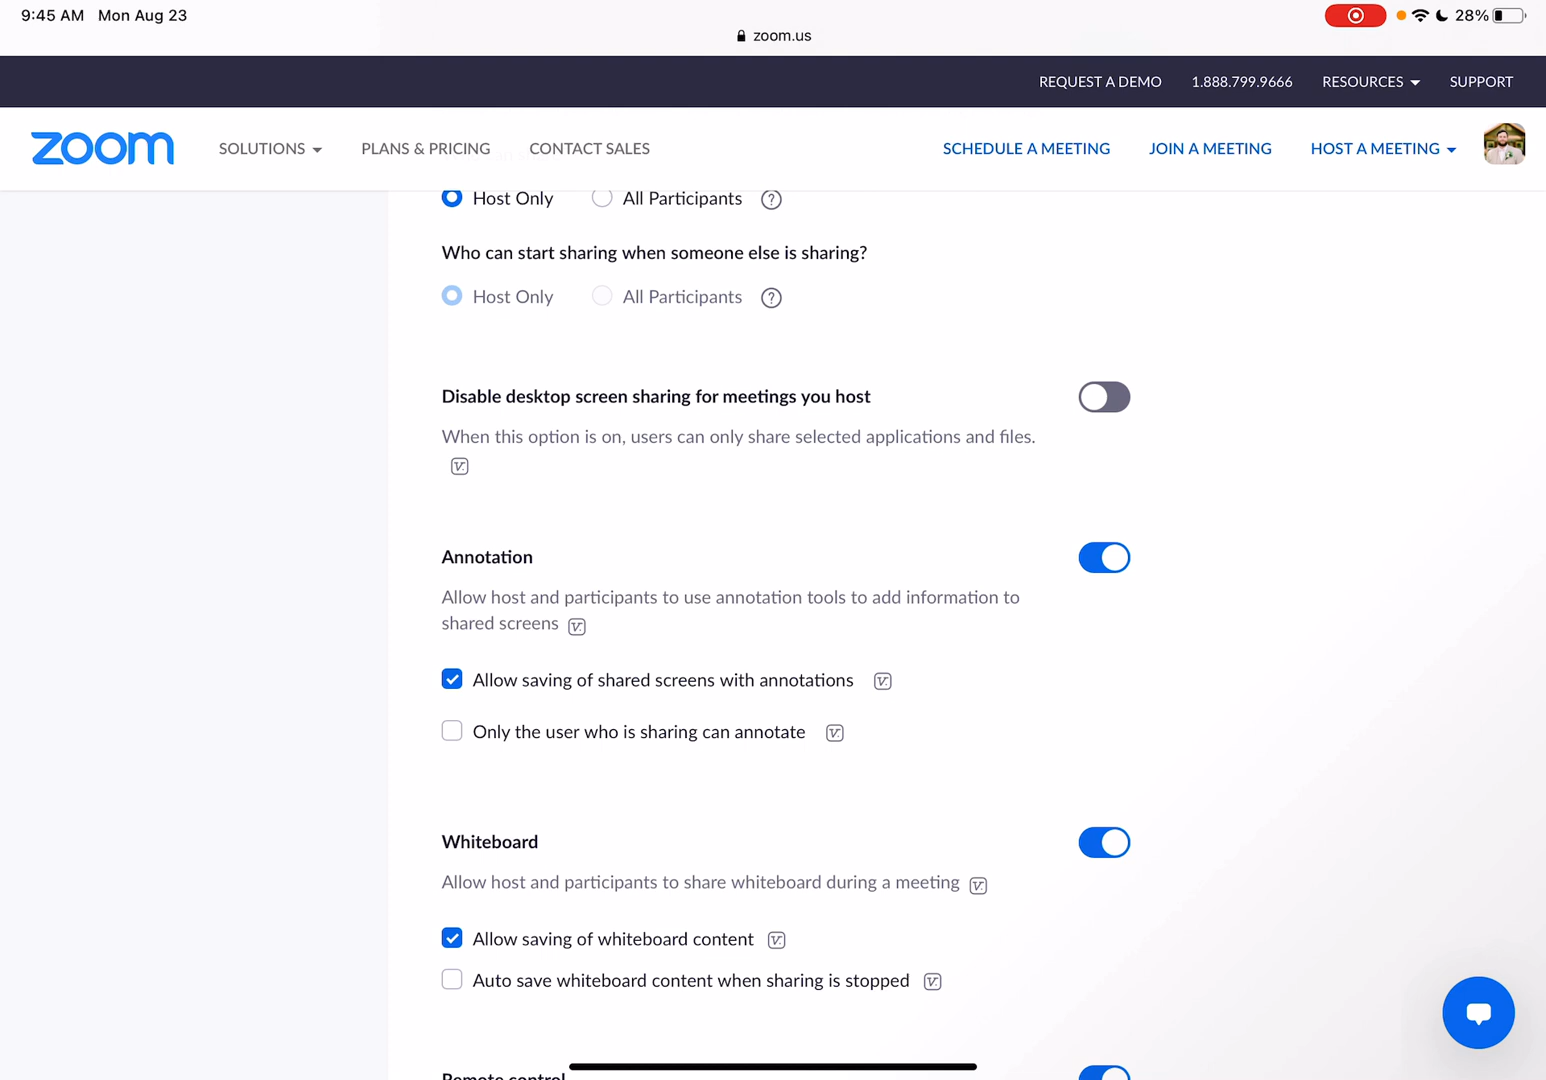 9:45 AM Mon Aug 23
28%
zoom.us
REQUEST A DEMO 1.888.799.9666 RESOURCES SUPPORT
zoom SOLUTIONS PLANS & PRICING CONTACT SALES SCHEDULE A MEETING JOIN A MEETING HOST A MEETING
Host Only All Participants ?
Who can start sharing when someone else is sharing?
Host Only All Participants ?
Disable desktop screen sharing for meetings you host
When this option is on, users can only share selected applications and files.
Annotation
Allow host and participants to use annotation tools to add information to
shared screens
Allow saving of shared screens with annotations
Only the user who is sharing can annotate
Whiteboard
Allow host and participants to share whiteboard during a meeting
Allow saving of whiteboard content
Auto save whiteboard content when sharing is stopped
Remote control